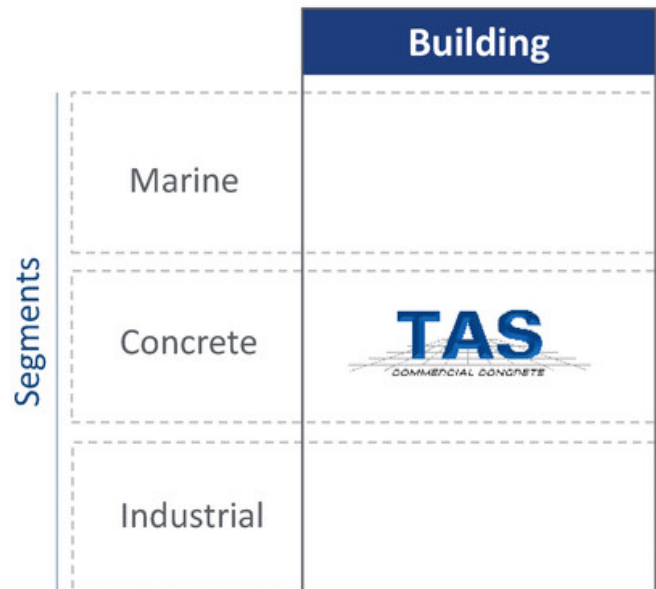 Building
Segments
Marine
Concrete
TAS
COMMERCIAL CONCRETE
Industrial